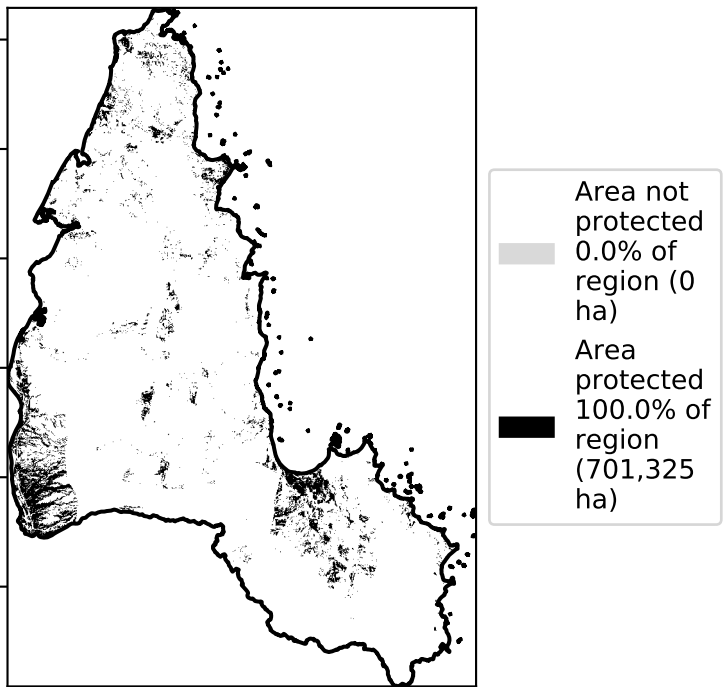 Area not
protected
0.0% of
region (0
ha)
Area
protected
100.0% of
region
(701,325
ha)